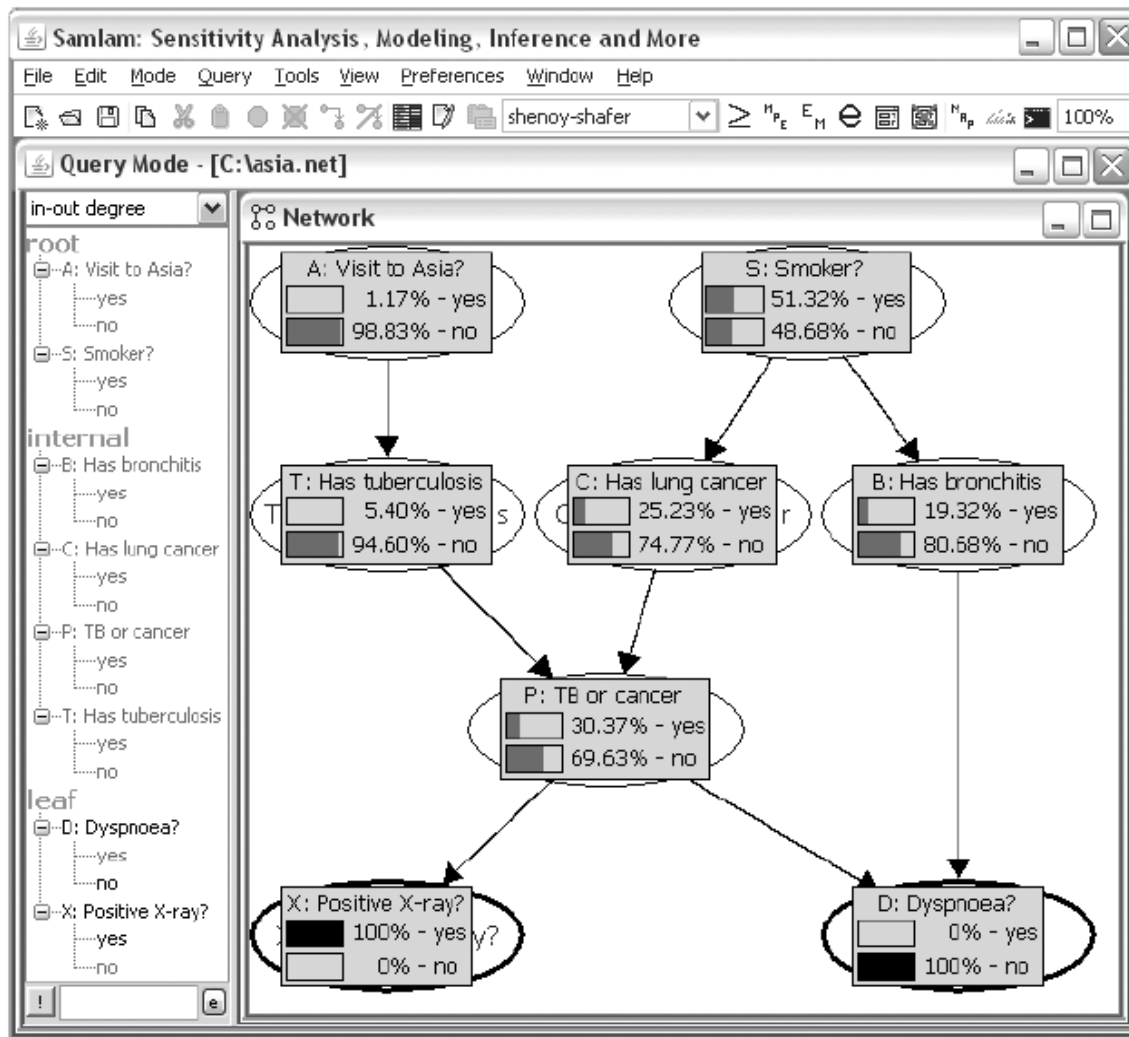 Samlam: Sensitivity Analysis, Modeling, Inference and More
File Edit Mode Query Tools View Preferences Window Help
shenoy-shafer
100%
Query Mode - [C:\asia.net]
in-out degree
root
A: Visit to Asia?
yes
no
S: Smoker?
yes
no
internal
B: Has bronchitis
yes
no
C: Has lung cancer
yes
no
P: TB or cancer
yes
no
T: Has tuberculosis
yes
no
leaf
D: Dyspnoea?
yes
no
X: Positive X-ray?
yes
no
!
e
Network
A: Visit to Asia?
1.17% - yes
98.83% - no
S: Smoker?
51.32% - yes
48.68% - no
T: Has tuberculosis
5.40% - yes
94.60% - no
C: Has lung cancer
25.23% - yes
74.77% - no
B: Has bronchitis
19.32% - yes
80.68% - no
P: TB or cancer
30.37% - yes
69.63% - no
X: Positive X-ray?
100% - yes
0% - no
D: Dyspnoea?
0% - yes
100% - no